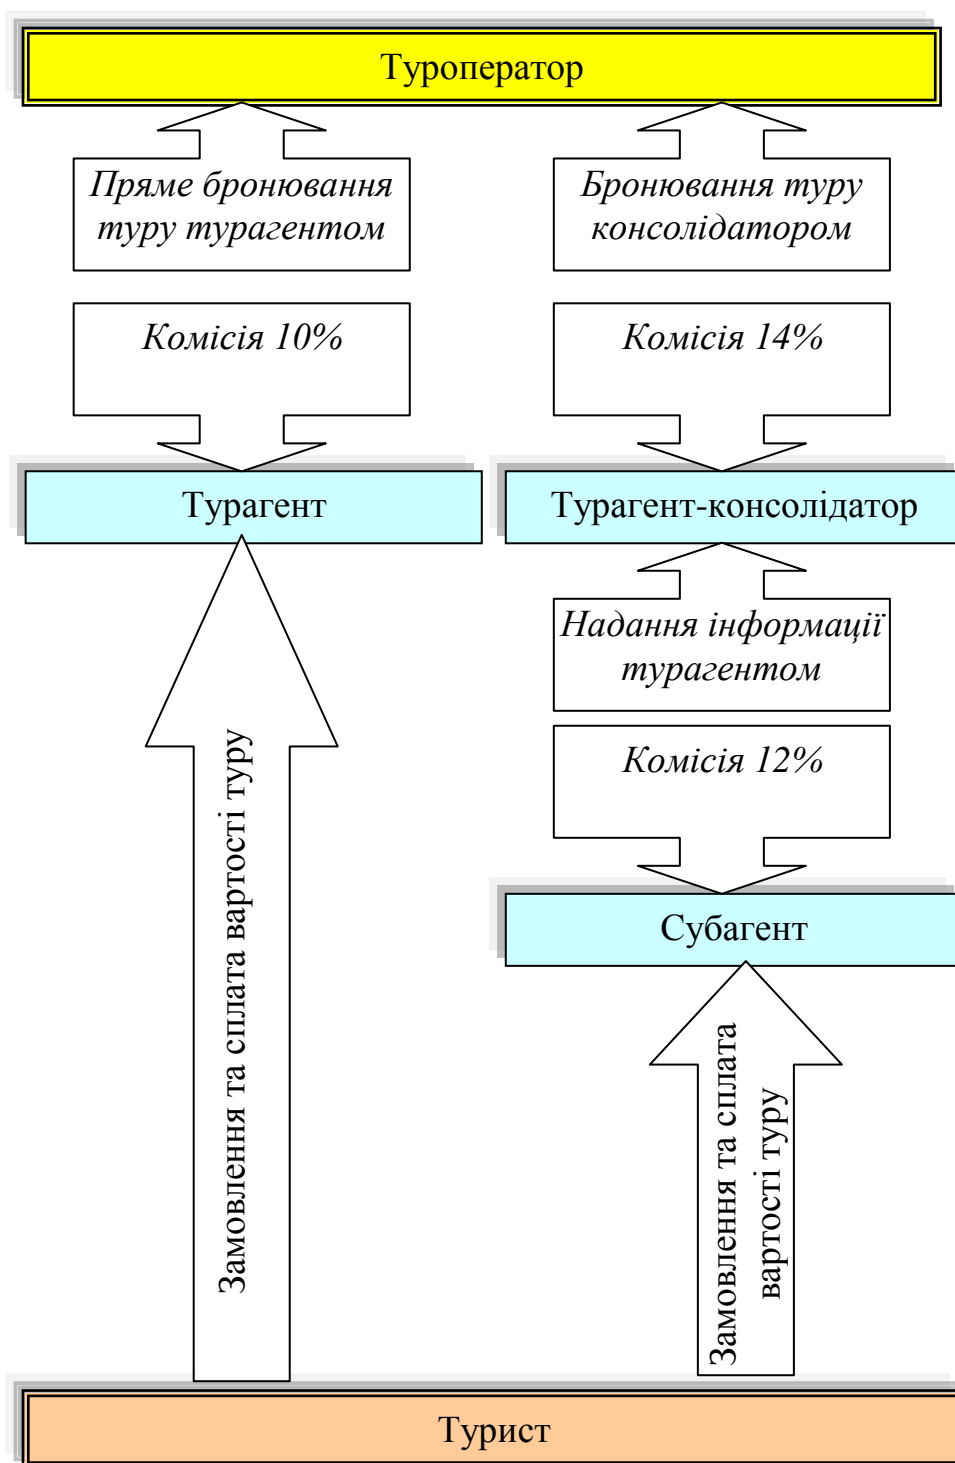 Туроператор
Пряме бронювання
туру турагентом
Бронювання туру
консолідатором
Комісія 10%
Комісія 14%
Турагент
Турагент-консолідатор
Надання інформації
турагентом
Комісія 12%
Субагент
Замовлення та сплата вартості туру
Замовлення та сплата
вартості туру
Турист